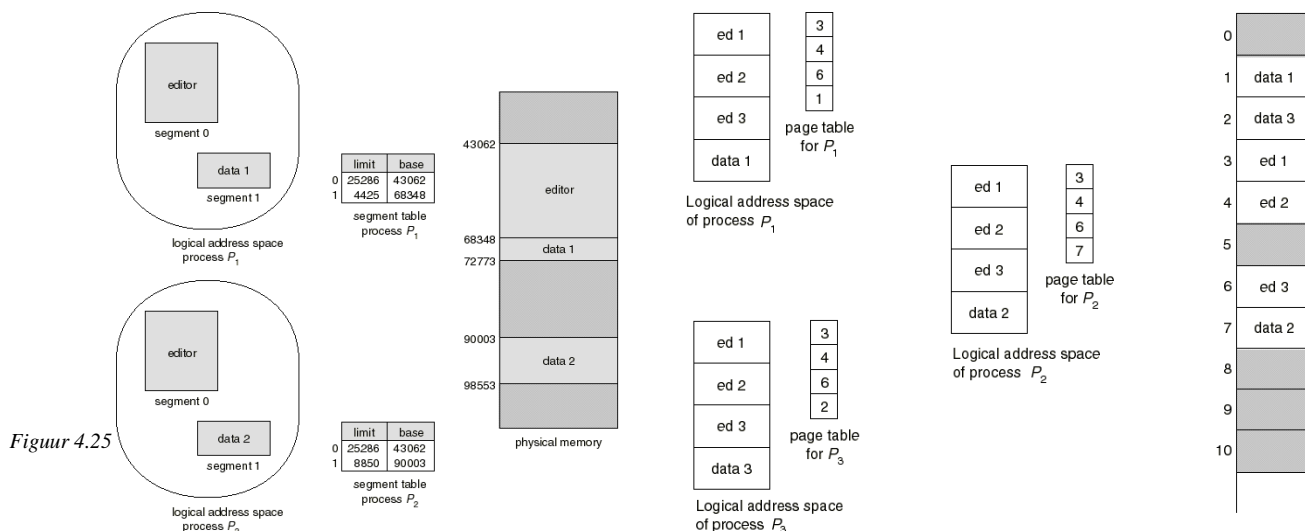 editor
segment 0
data 1
segment 1
logical address space
process P1
limit base
0 25286 43062
1 4425 68348
segment table
process P1
editor
segment 0
data 2
segment 1
logical address space
process P2
limit base
0 25286 43062
1 8850 90003
segment table
process P2
Figuur 4.25
43062
editor
68348
data 1
72773
90003
data 2
98553
physical memory
ed 1
ed 2
ed 3
data 1
Logical address space
of process P1
3
4
6
1
page table
for P1
ed 1
ed 2
ed 3
data 3
Logical address space
of process P3
3
4
6
2
page table
for P3
ed 1
ed 2
ed 3
data 2
Logical address space
of process P2
3
4
6
7
page table
for P2
0
1 data 1
2 data 3
3 ed 1
4 ed 2
5
6 ed 3
7 data 2
8
9
10